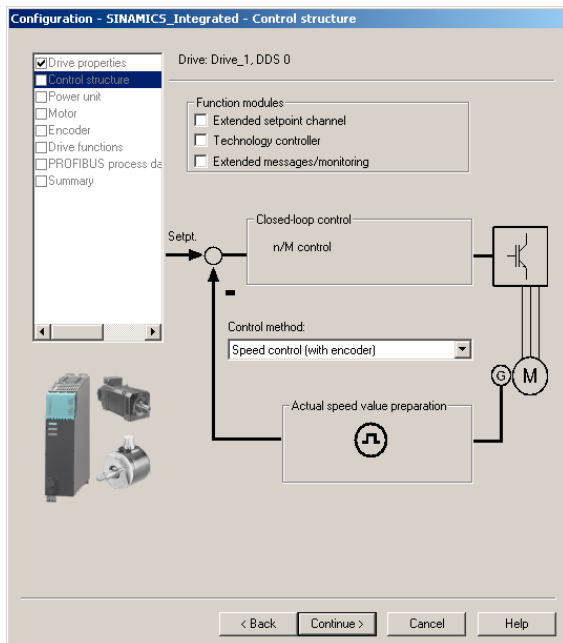 Configuration - SINAMICS_Integrated - Control structure
Drive properties
Control structure
Power unit
Motor
Encoder
Drive functions
PROFIBUS process da
Summary
Drive: Drive_1, DDS 0
Function modules
Extended setpoint channel
Technology controller
Extended messages/monitoring
Closed-loop control
Setpt.
n/M control
Control method:
Speed control (with encoder)
G M
Actual speed value preparation
< Back Continue > Cancel Help